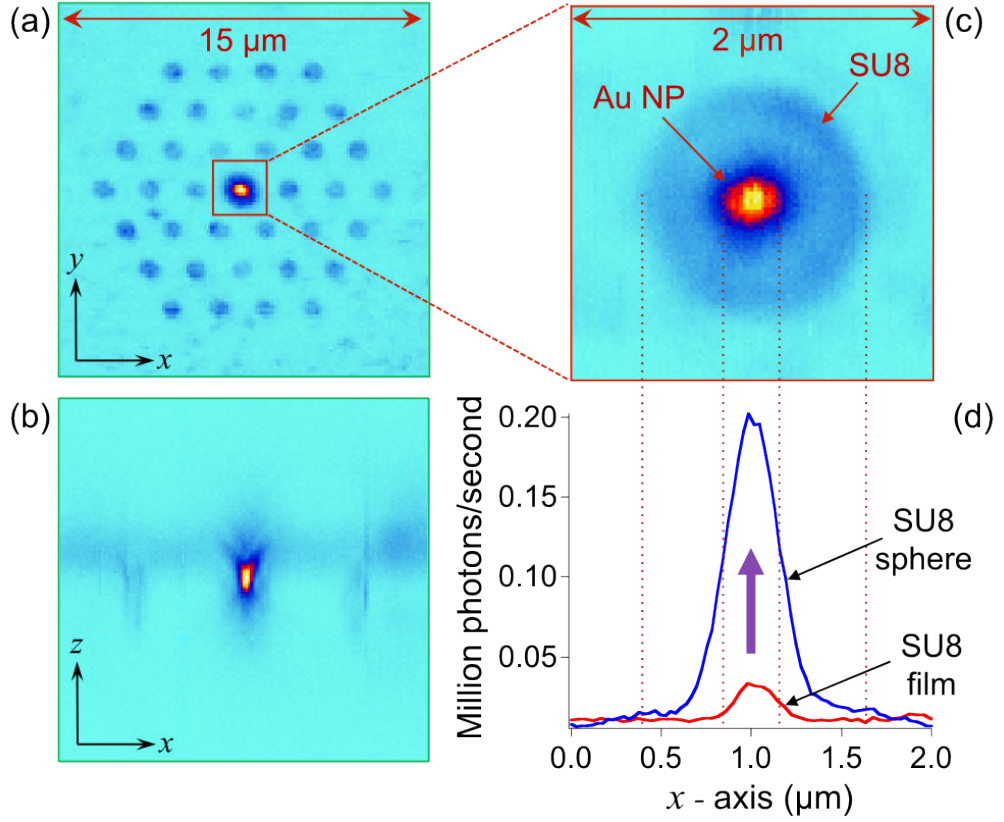 (a)
15 µm
y
x
2 µm
(c)
SU8
Au NP
(b)
z
x
(d)
Million photons/second
0.20
0.15
0.10
0.05
SU8
sphere
SU8
film
0.0
0.5
1.0
1.5
2.0
x - axis (µm)